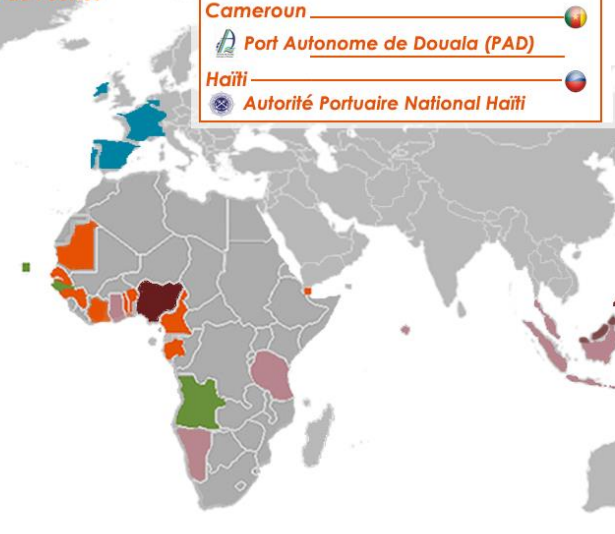 Cameroun
Port Autonome de Douala (PAD)
Haïti
Autorité Portuaire National Haïti